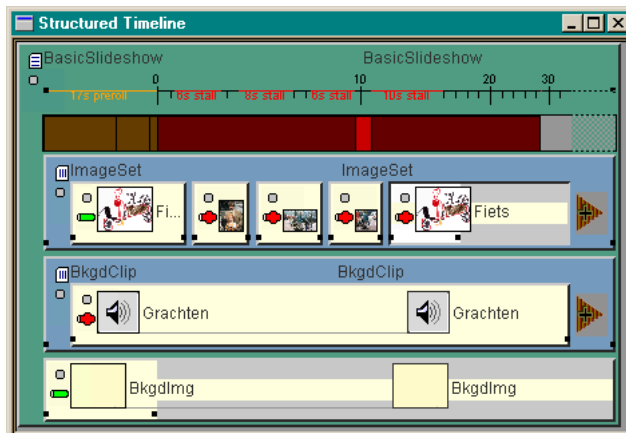 Structured Timeline
BasicSlideshow BasicSlideshow
0 10 20 30
17s preroll 6s stall 8s stall 6s stall 10s stall
ImageSet ImageSet
Fi... Fiets
BkgdClip BkgdClip
Grachten Grachten
BkgdImg BkgdImg